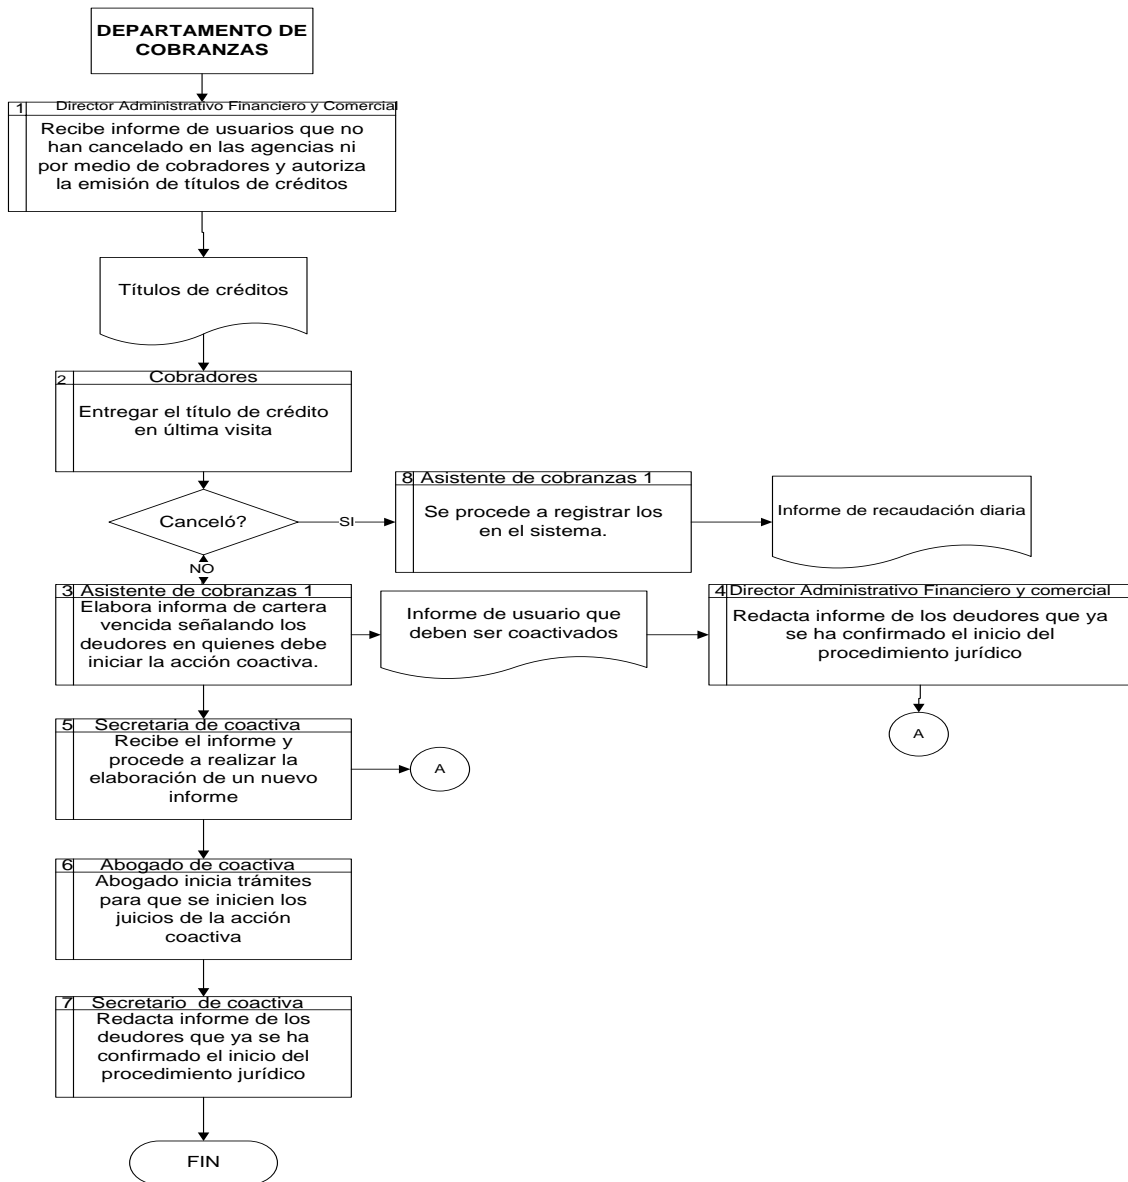 DEPARTAMENTO DE
COBRANZAS
1 Director Administrativo Financiero y Comercial
Recibe informe de usuarios que no
han cancelado en las agencias ni
por medio de cobradores y autoriza
la emisión de títulos de créditos
Títulos de créditos
2 Cobradores
Entregar el título de crédito
en última visita
Canceló?
SI
8 Asistente de cobranzas 1
Se procede a registrar los
en el sistema.
Informe de recaudación diaria
NO
3 Asistente de cobranzas 1
Elabora informa de cartera
vencida señalando los
deudores en quienes debe
iniciar la acción coactiva.
Informe de usuario que
deben ser coactivados
4 Director Administrativo Financiero y comercial
Redacta informe de los deudores que ya
se ha confirmado el inicio del
procedimiento jurídico
A
5 Secretaria de coactiva
Recibe el informe y
procede a realizar la
elaboración de un nuevo
informe
A
6 Abogado de coactiva
Abogado inicia trámites
para que se inicien los
juicios de la acción
coactiva
7 Secretario de coactiva
Redacta informe de los
deudores que ya se ha
confirmado el inicio del
procedimiento jurídico
FIN